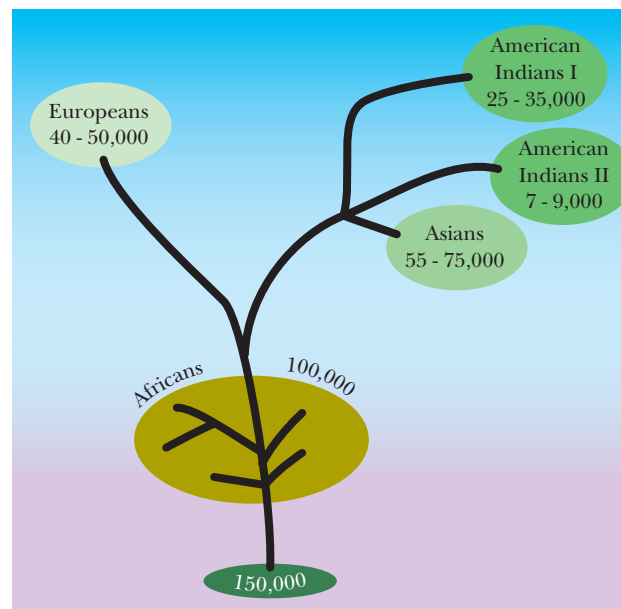 American
Indians I
25 - 35,000
Europeans
40 - 50,000
American
Indians II
7 - 9,000
Asians
55 - 75,000
Africans
100,000
150,000